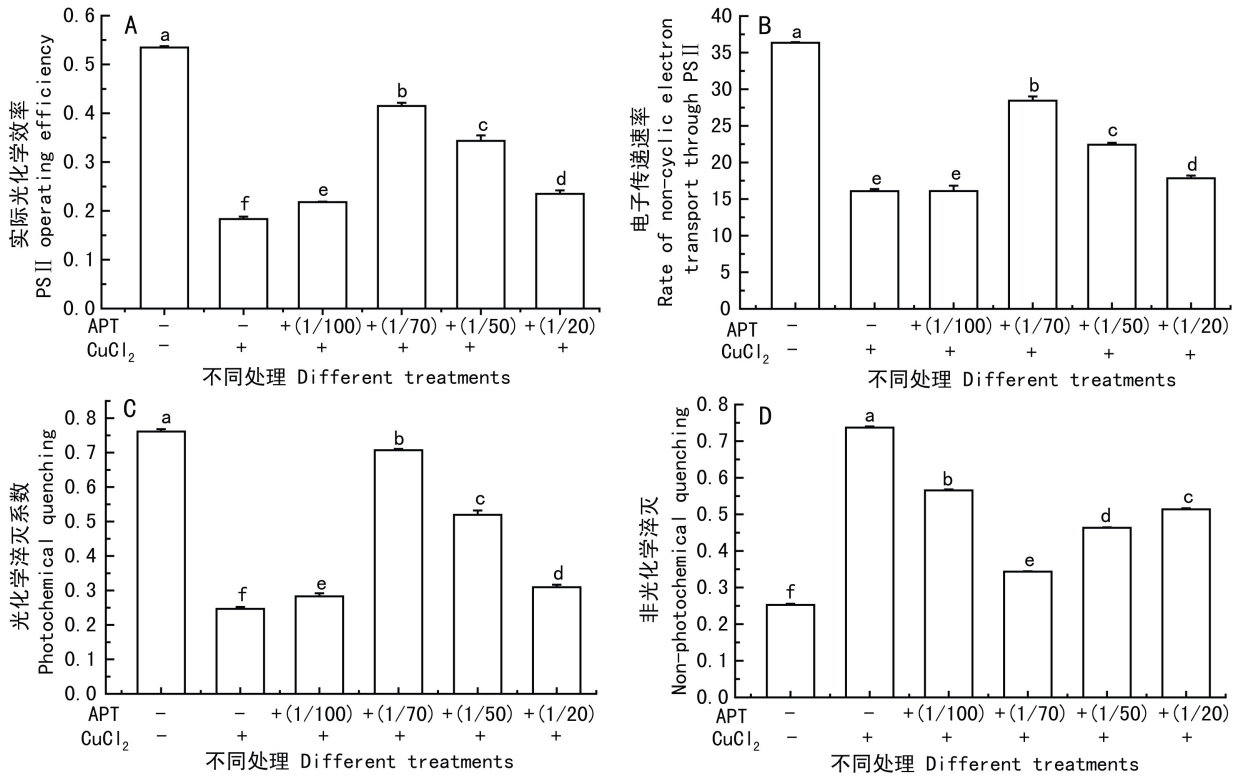 A
实际光化学效率
PSⅡ operating efficiency
0.6
0.5
0.4
0.3
0.2
0.1
0.0
a
f
e
b
c
d
APT - - +(1/100) +(1/70) +(1/50) +(1/20)
CuCl₂ - + + + + +
不同处理 Different treatments
B
电子传递速率
Rate of non-cyclic electron
transport through PSⅡ
40
35
30
25
20
15
10
5
0
a
e
e
b
c
d
APT - - +(1/100) +(1/70) +(1/50) +(1/20)
CuCl₂ - + + + + +
不同处理 Different treatments
C
光化学淬灭系数
Photochemical quenching
0.8
0.7
0.6
0.5
0.4
0.3
0.2
0.1
0.0
a
f
e
b
c
d
APT - - +(1/100) +(1/70) +(1/50) +(1/20)
CuCl₂ - + + + + +
不同处理 Different treatments
D
非光化学淬灭
Non-photochemical quenching
0.8
0.7
0.6
0.5
0.4
0.3
0.2
0.1
0.0
f
a
b
e
d
c
APT - - +(1/100) +(1/70) +(1/50) +(1/20)
CuCl₂ - + + + + +
不同处理 Different treatments